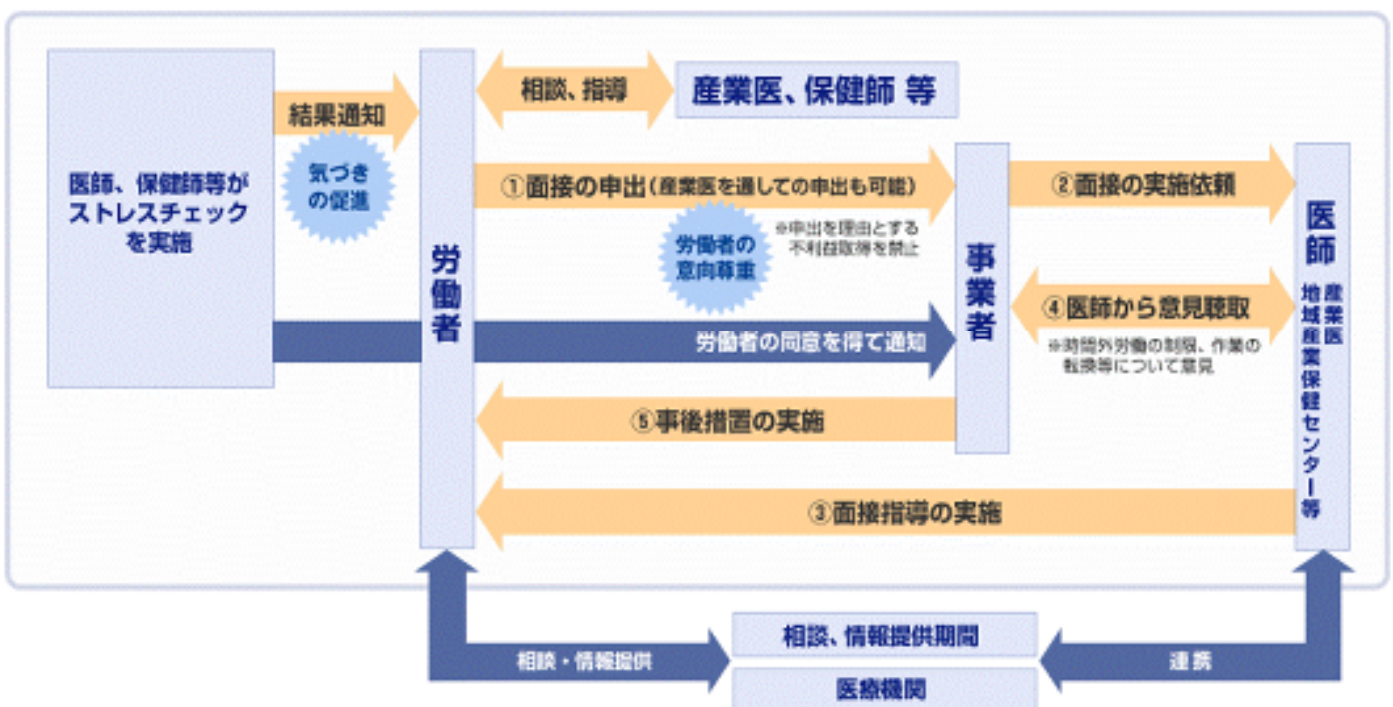 医師、保健師等が
ストレスチェック
を実施
結果通知
気づき
の促進
労働者
相談、指導
産業医、保健師 等
①面接の申出(産業医を通しての申出も可能)
労働者の
意向尊重
※申出を理由とする
不利益取得を禁止
労働者の同意を得て通知
事業者
②面接の実施依頼
④医師から意見聴取
※時間外労働の制限、作業の
転換等について意見
医師
産業医
地域産業保健センター等
⑤事後措置の実施
③面接指導の実施
相談・情報提供
相談、情報提供期間
医療機関
連携